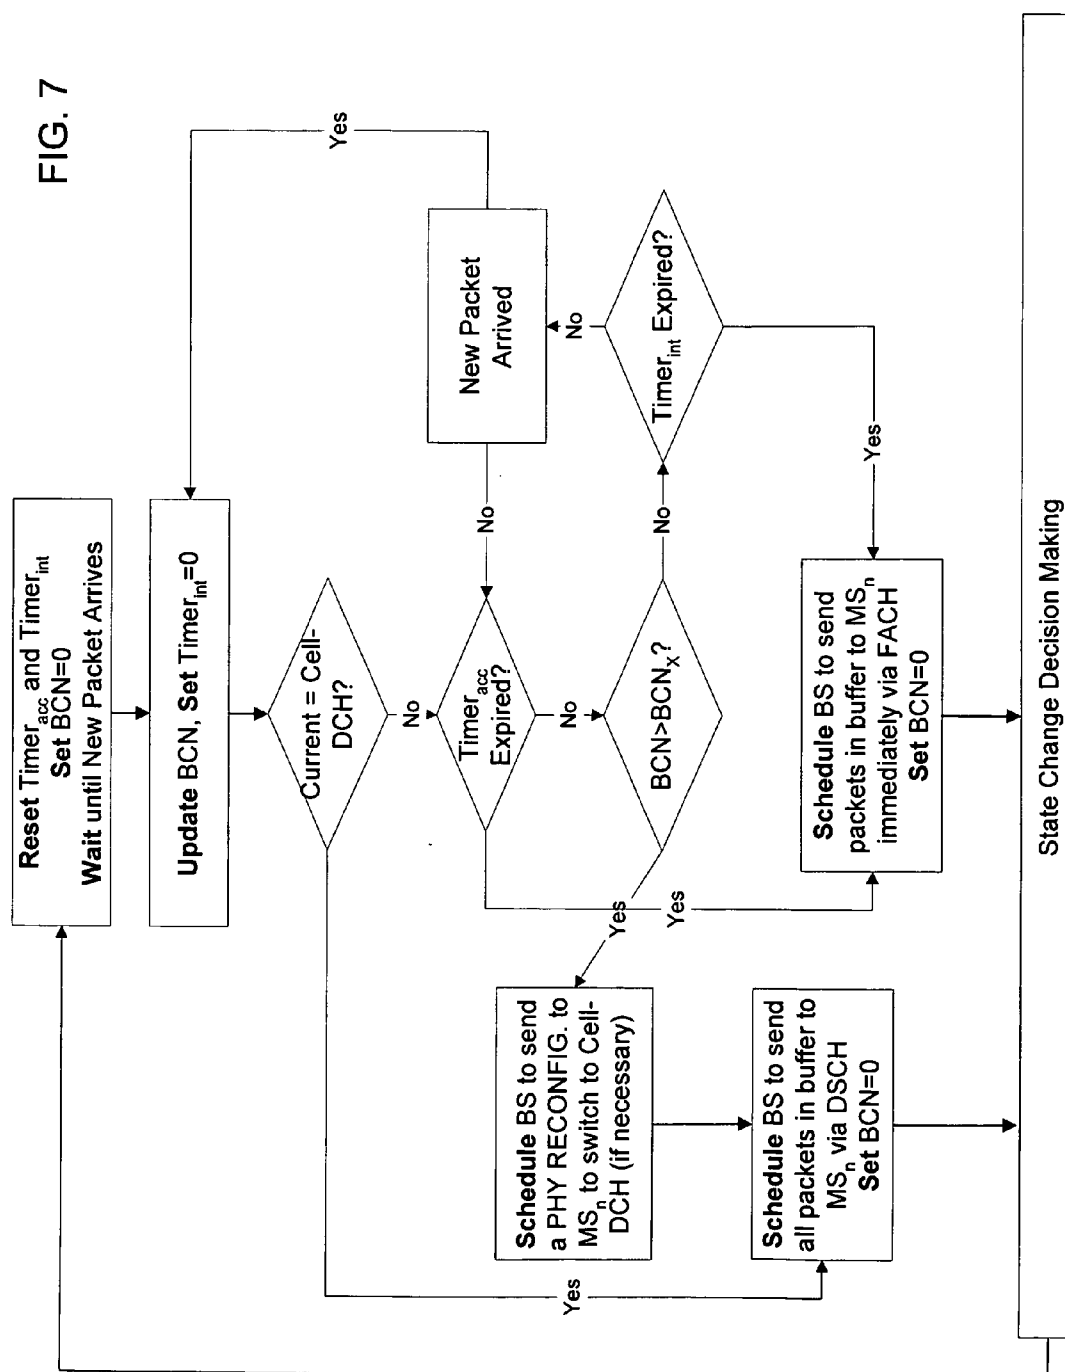 FIG. 7
Reset Timer_acc and Timer_int
Set BCN=0
Wait until New Packet Arrives
Update BCN, Set Timer_int=0
Current = Cell-
DCH?
No
Yes
Timer_acc
Expired?
No
Yes
BCN>BCN_X?
No
Yes
Timer_int Expired?
No
Yes
New Packet
Arrived
No
Yes
Schedule BS to send
a PHY RECONFIG. to
MS_n to switch to Cell-
DCH (if necessary)
Schedule BS to send
all packets in buffer to
MS_n via DSCH
Set BCN=0
Schedule BS to send
packets in buffer to MS_n
immediately via FACH
Set BCN=0
State Change Decision Making